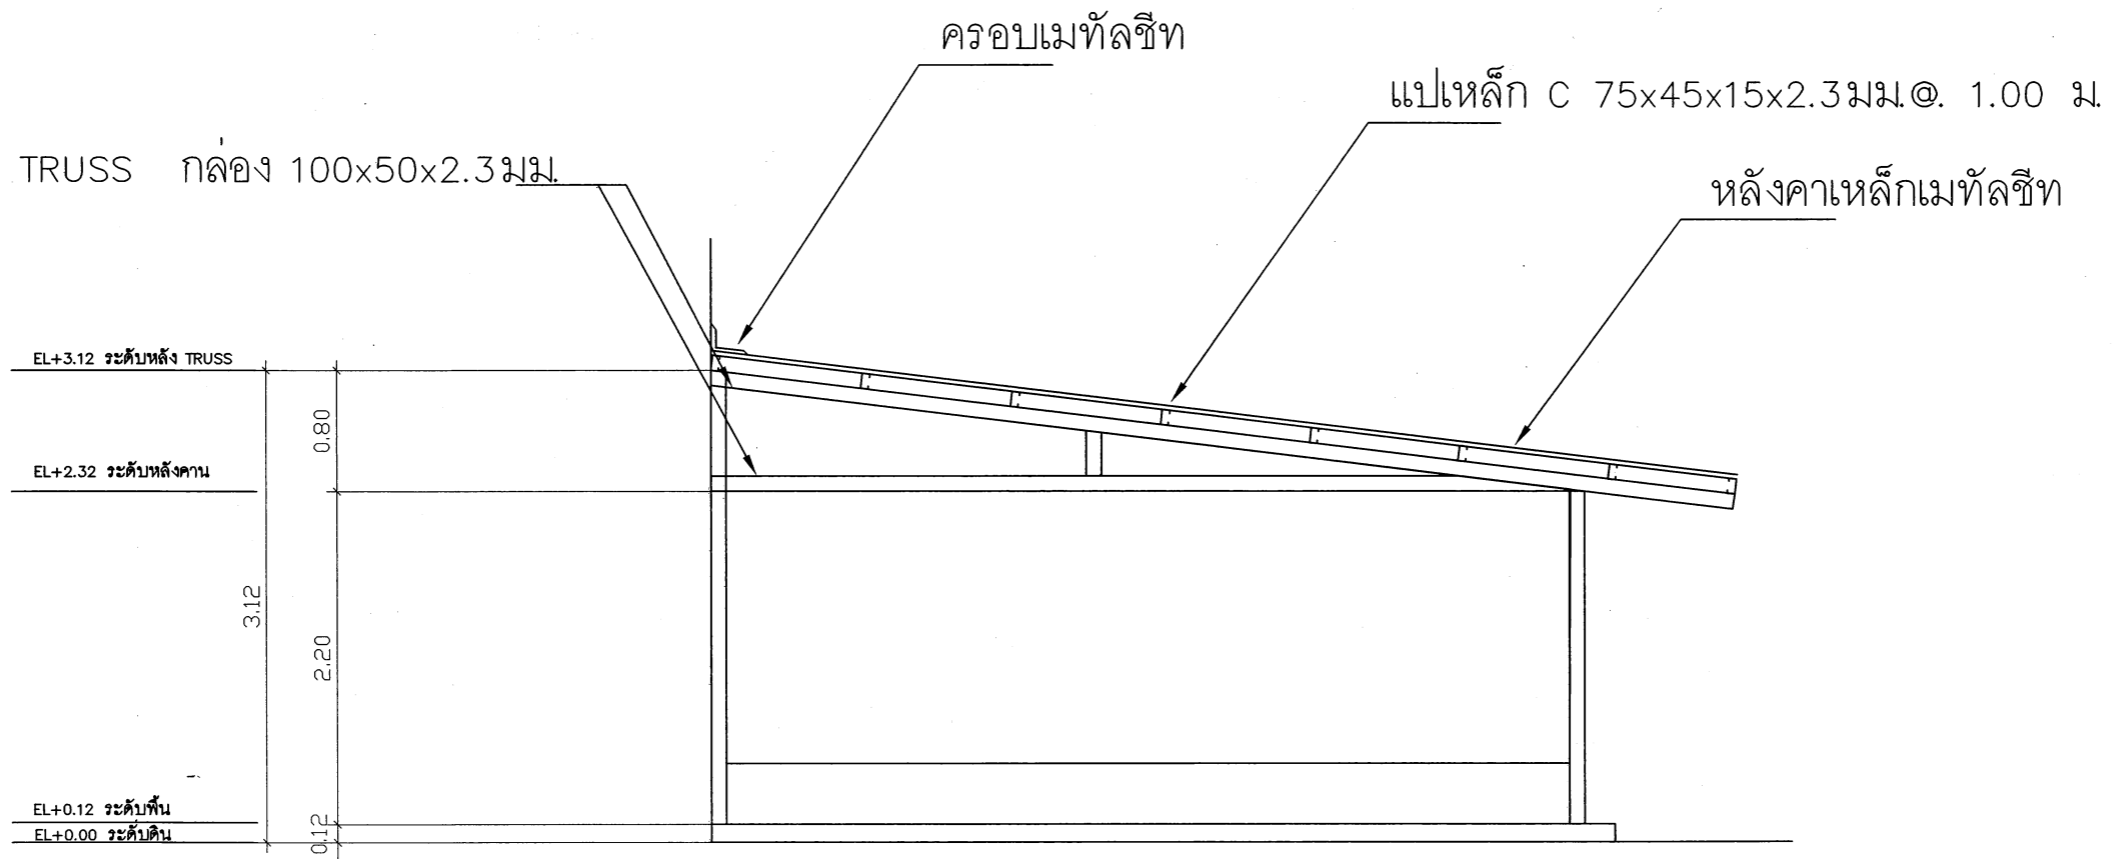 ครอบเมทัลชีท
แปเหล็ก C 75x45x15x2.3มม.@. 1.00 ม.
TRUSS กล่อง 100x50x2.3มม.
หลังคาเหล็กเมทัลชีท
EL+3.12 ระดับหลัง TRUSS
0.80
EL+2.32 ระดับหลังคาน
3.12
2.20
EL+0.12 ระดับพื้น
0.12
EL+0.00 ระดับดิน